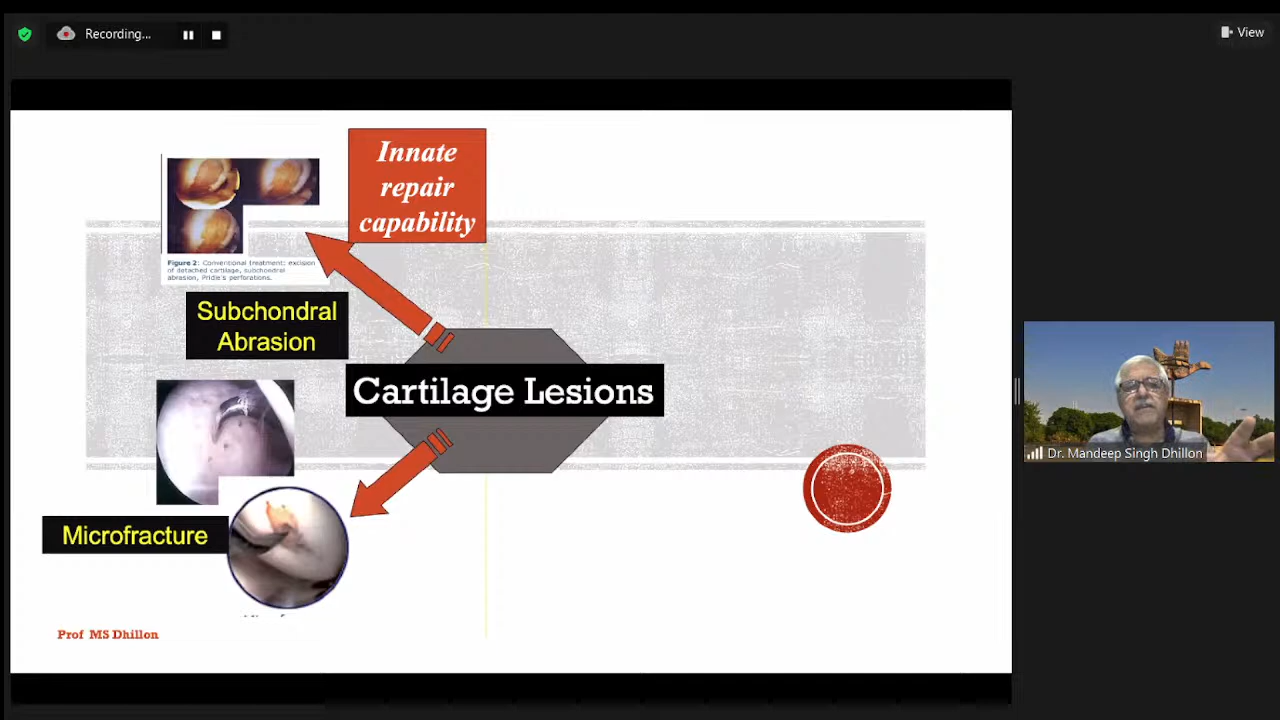 Recording...
View
Innate
repair
capability
Figure 2: Conventional treatment: excision
of detached cartilage, subchondral
abrasion, Pridie's perforations.
Subchondral
Abrasion
Cartilage Lesions
Microfracture
Prof MS Dhillon
Dr. Mandeep Singh Dhillon